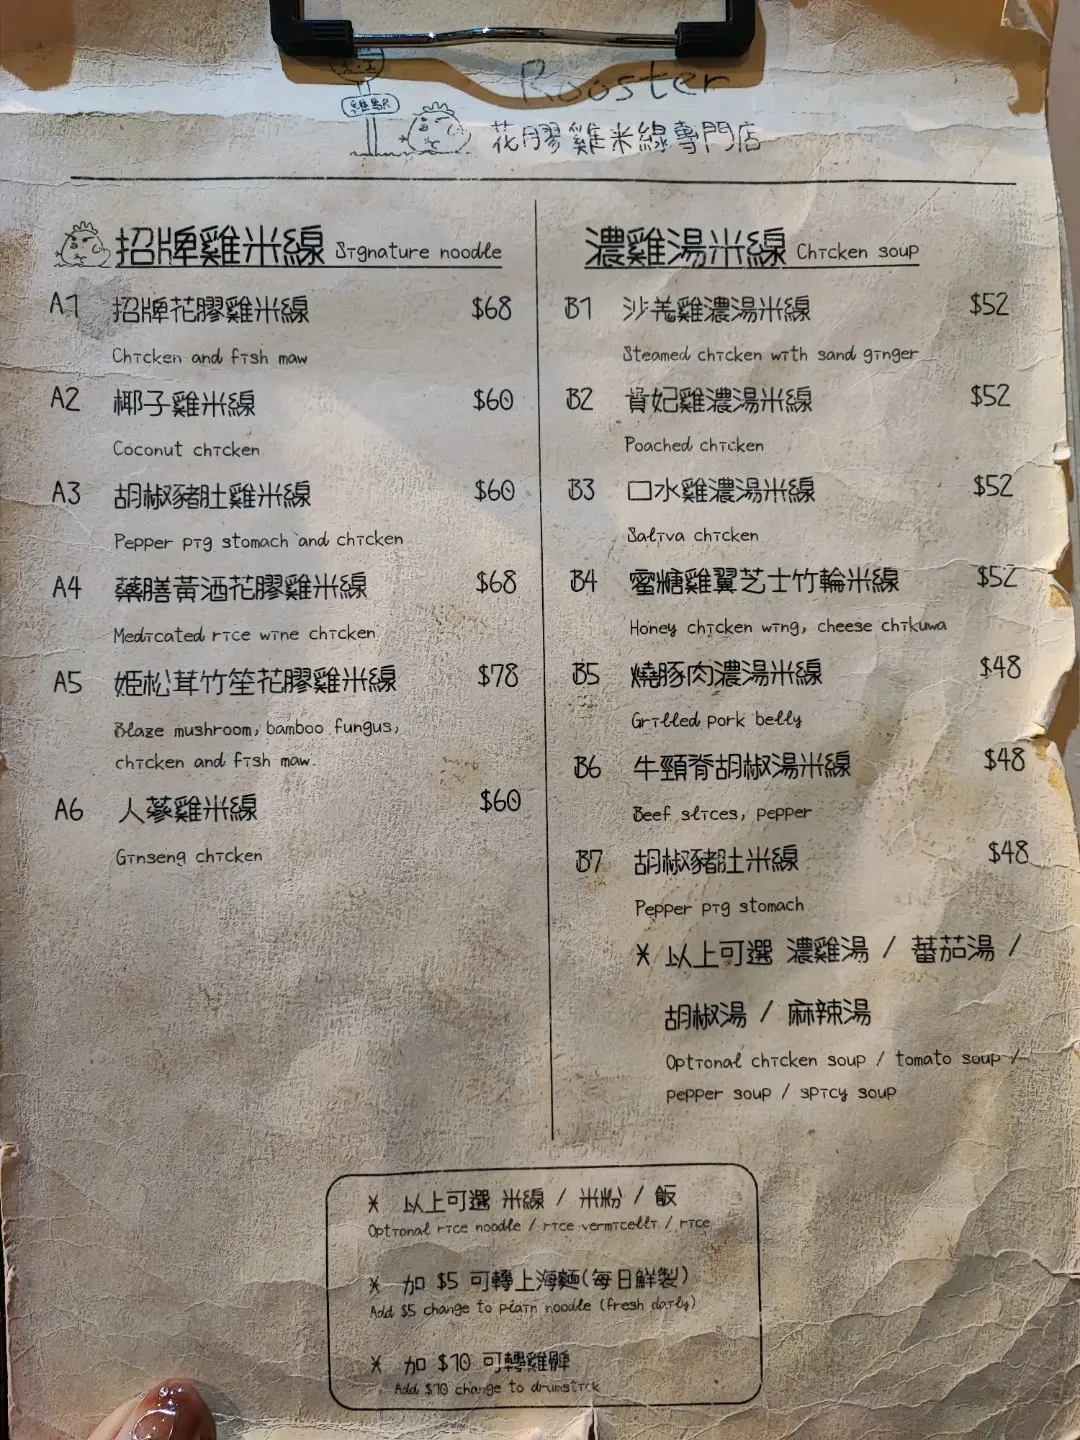 Rooster
雞駅
花膠雞米線專門店
招牌雞米線 Signature noodle
A1 招牌花膠雞米線 $68
Chicken and fish maw
A2 椰子雞米線 $60
Coconut chicken
A3 胡椒豬肚雞米線 $60
Pepper pig stomach and chicken
A4 藥膳黃酒花膠雞米線 $68
Medicated rice wine chicken
A5 姫松茸竹笙花膠雞米線 $78
Blaze mushroom, bamboo fungus,
chicken and fish maw.
A6 人蔘雞米線 $60
Ginseng chicken
濃雞湯米線 Chicken soup
B1 沙羗雞濃湯米線 $52
Steamed chicken with sand ginger
B2 貴妃雞濃湯米線 $52
Poached chicken
B3 口水雞濃湯米線 $52
Saliva chicken
B4 蜜糖雞翼芝士竹輪米線 $52
Honey chicken wing, cheese chikuwa
B5 燒豚肉濃湯米線 $48
Grilled pork belly
B6 牛頸脊胡椒湯米線 $48
Beef slices, pepper
B7 胡椒豬肚米線 $48
Pepper pig stomach
* 以上可選 濃雞湯 / 蕃茄湯 /
胡椒湯 / 麻辣湯
Optional chicken soup / tomato soup /
pepper soup / spicy soup
* 以上可選 米線 / 米粉 / 飯
Optional rice noodle / rice vermicelli / rice
* 加 $5 可轉上海麵(每日鮮製)
Add $5 change to plain noodle (fresh daily)
* 加 $10 可轉雞髀
Add $10 change to drumstick